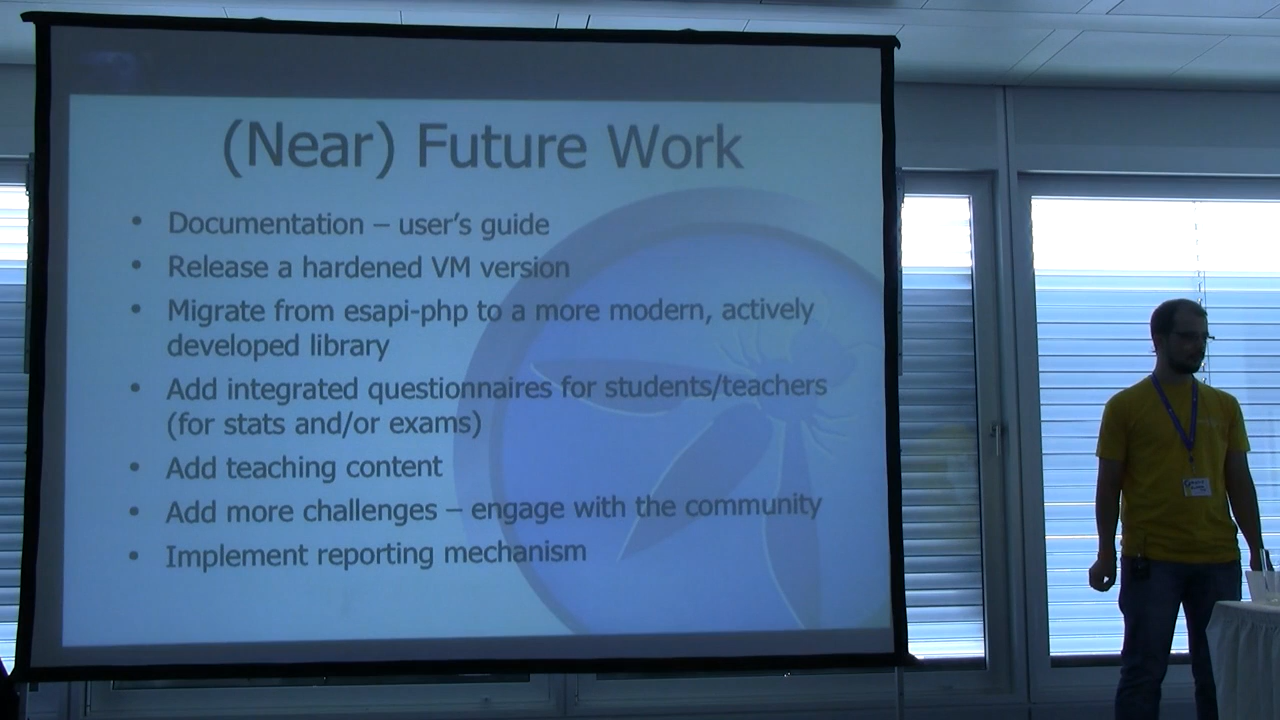 (Near) Future Work
• Documentation – user's guide
• Release a hardened VM version
• Migrate from esapi-php to a more modern, actively
developed library
• Add integrated questionnaires for students/teachers
(for stats and/or exams)
• Add teaching content
• Add more challenges – engage with the community
• Implement reporting mechanism